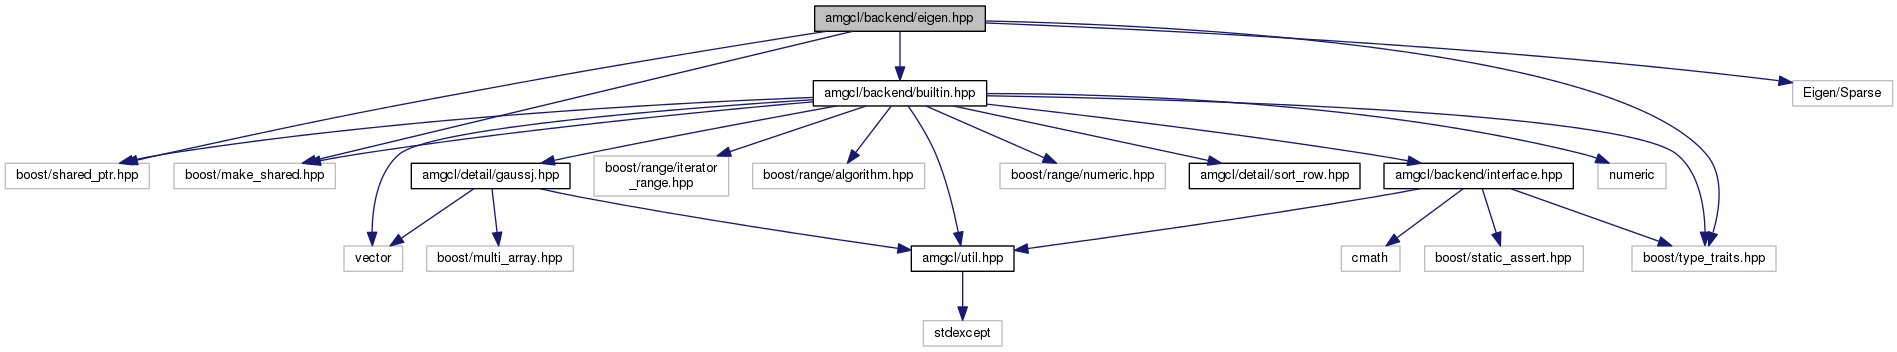 amgcl/backend/eigen.hpp
amgcl/backend/builtin.hpp
Eigen/Sparse
boost/shared_ptr.hpp
boost/make_shared.hpp
amgcl/detail/gaussj.hpp
boost/range/iterator
_range.hpp
boost/range/algorithm.hpp
boost/range/numeric.hpp
amgcl/detail/sort_row.hpp
amgcl/backend/interface.hpp
numeric
vector
boost/multi_array.hpp
amgcl/util.hpp
cmath
boost/static_assert.hpp
boost/type_traits.hpp
stdexcept